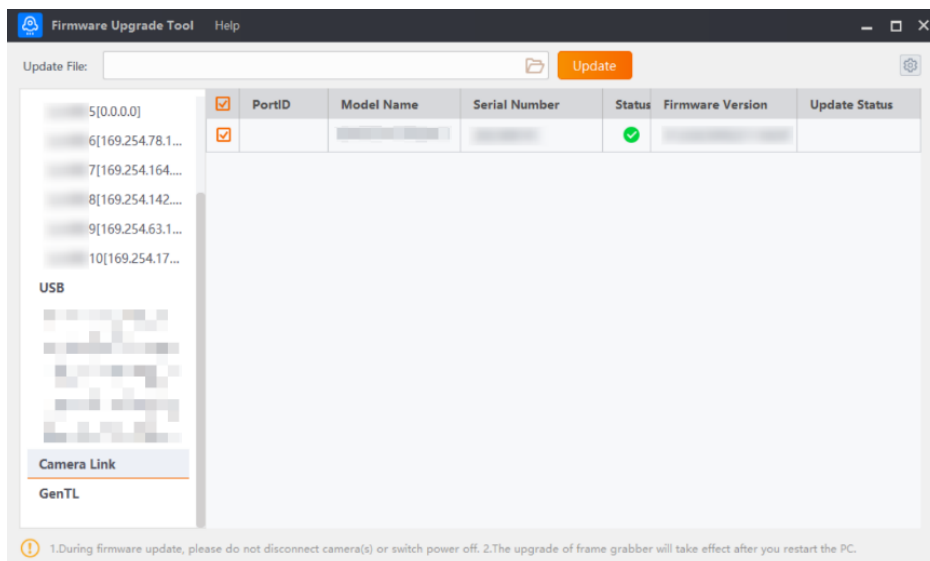 Firmware Upgrade Tool Help
Update File: Update
PortID Model Name Serial Number Status Firmware Version Update Status
5[0.0.0.0]
6[169.254.78.1...
7[169.254.164....
8[169.254.142....
9[169.254.63.1...
10[169.254.17...
USB
Camera Link
GenTL
1.During firmware update, please do not disconnect camera(s) or switch power off. 2.The upgrade of frame grabber will take effect after you restart the PC.